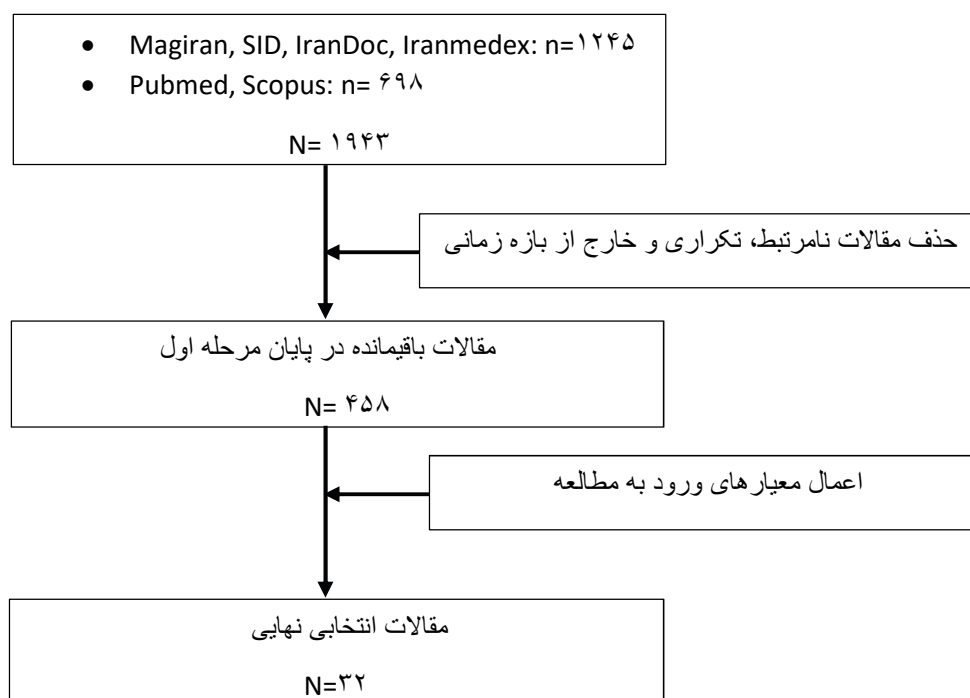 • Magiran, SID, IranDoc, Iranmedex: n=۱۲۴۵
• Pubmed, Scopus: n= ۶۹۸
N= ۱۹۴۳
حذف مقالات نامرتبط، تکراری و خارج از بازه زمانی
مقالات باقیمانده در پایان مرحله اول
N= ۴۵۸
اعمال معیارهای ورود به مطالعه
مقالات انتخابی نهایی
N=۳۲